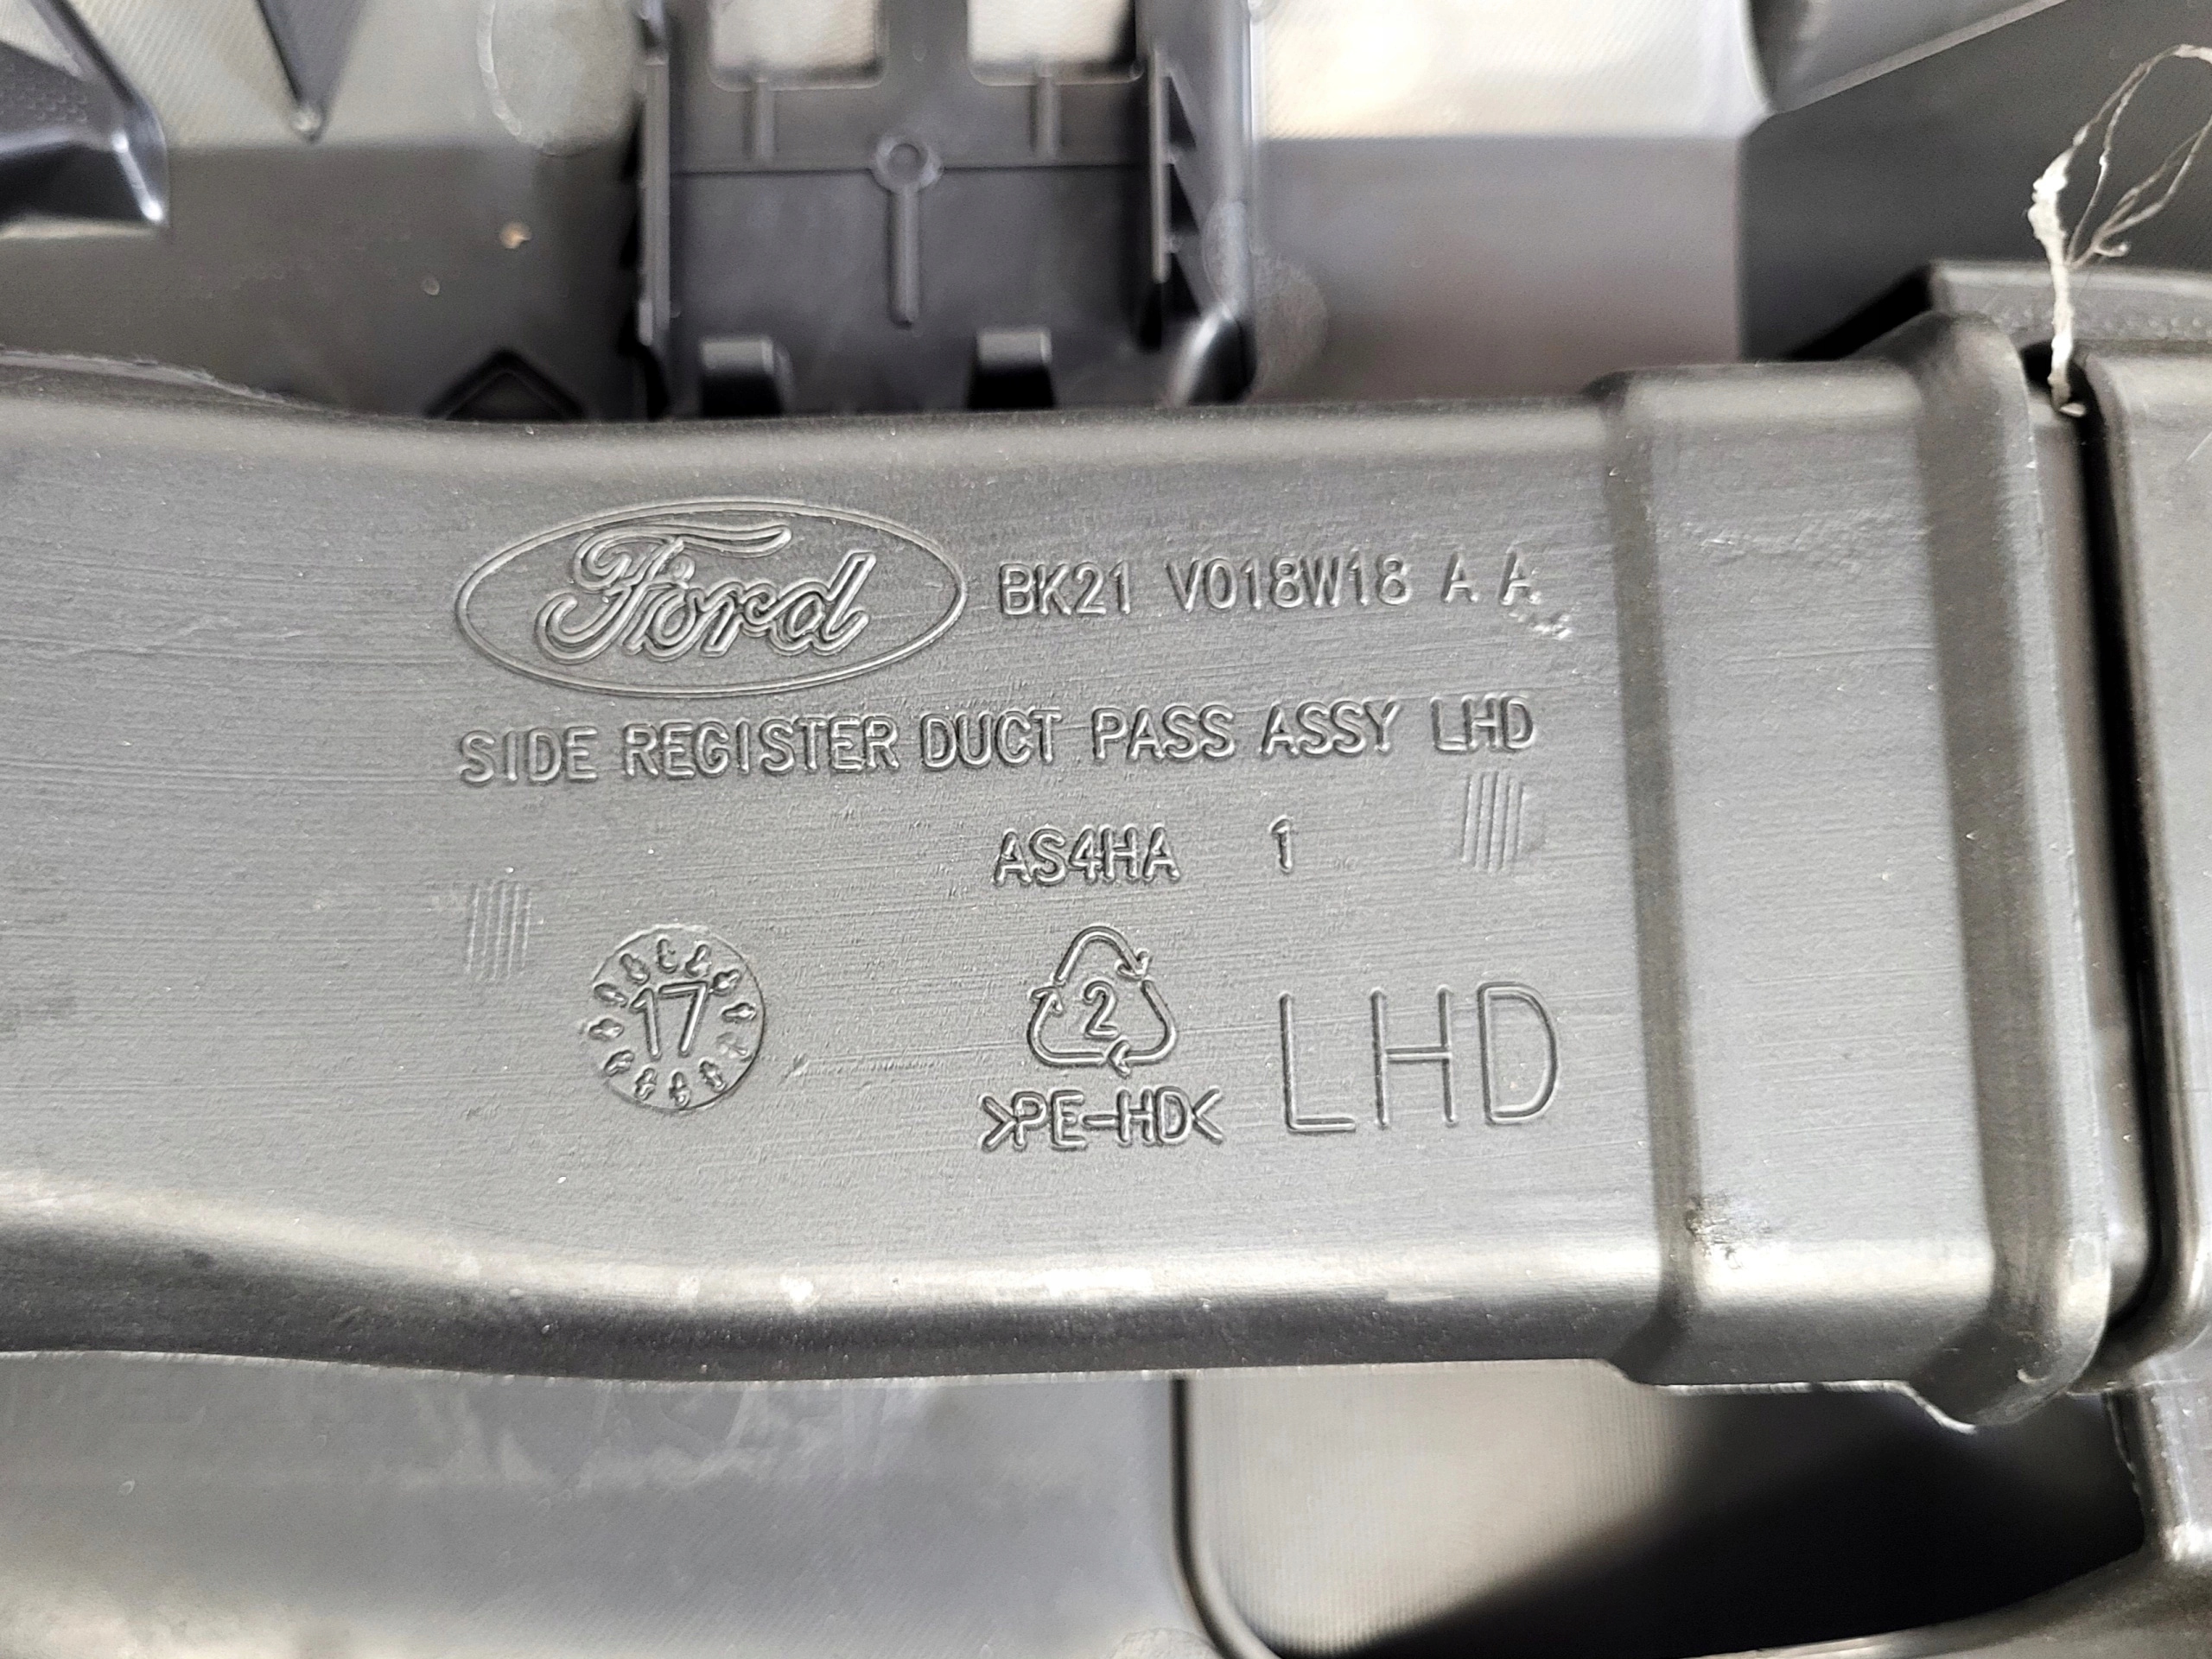 Ford BK21 V018W18 A A
SIDE REGISTER DUCT PASS ASSY LHD
AS4HA 1
17
2
LHD
>PE-HD<